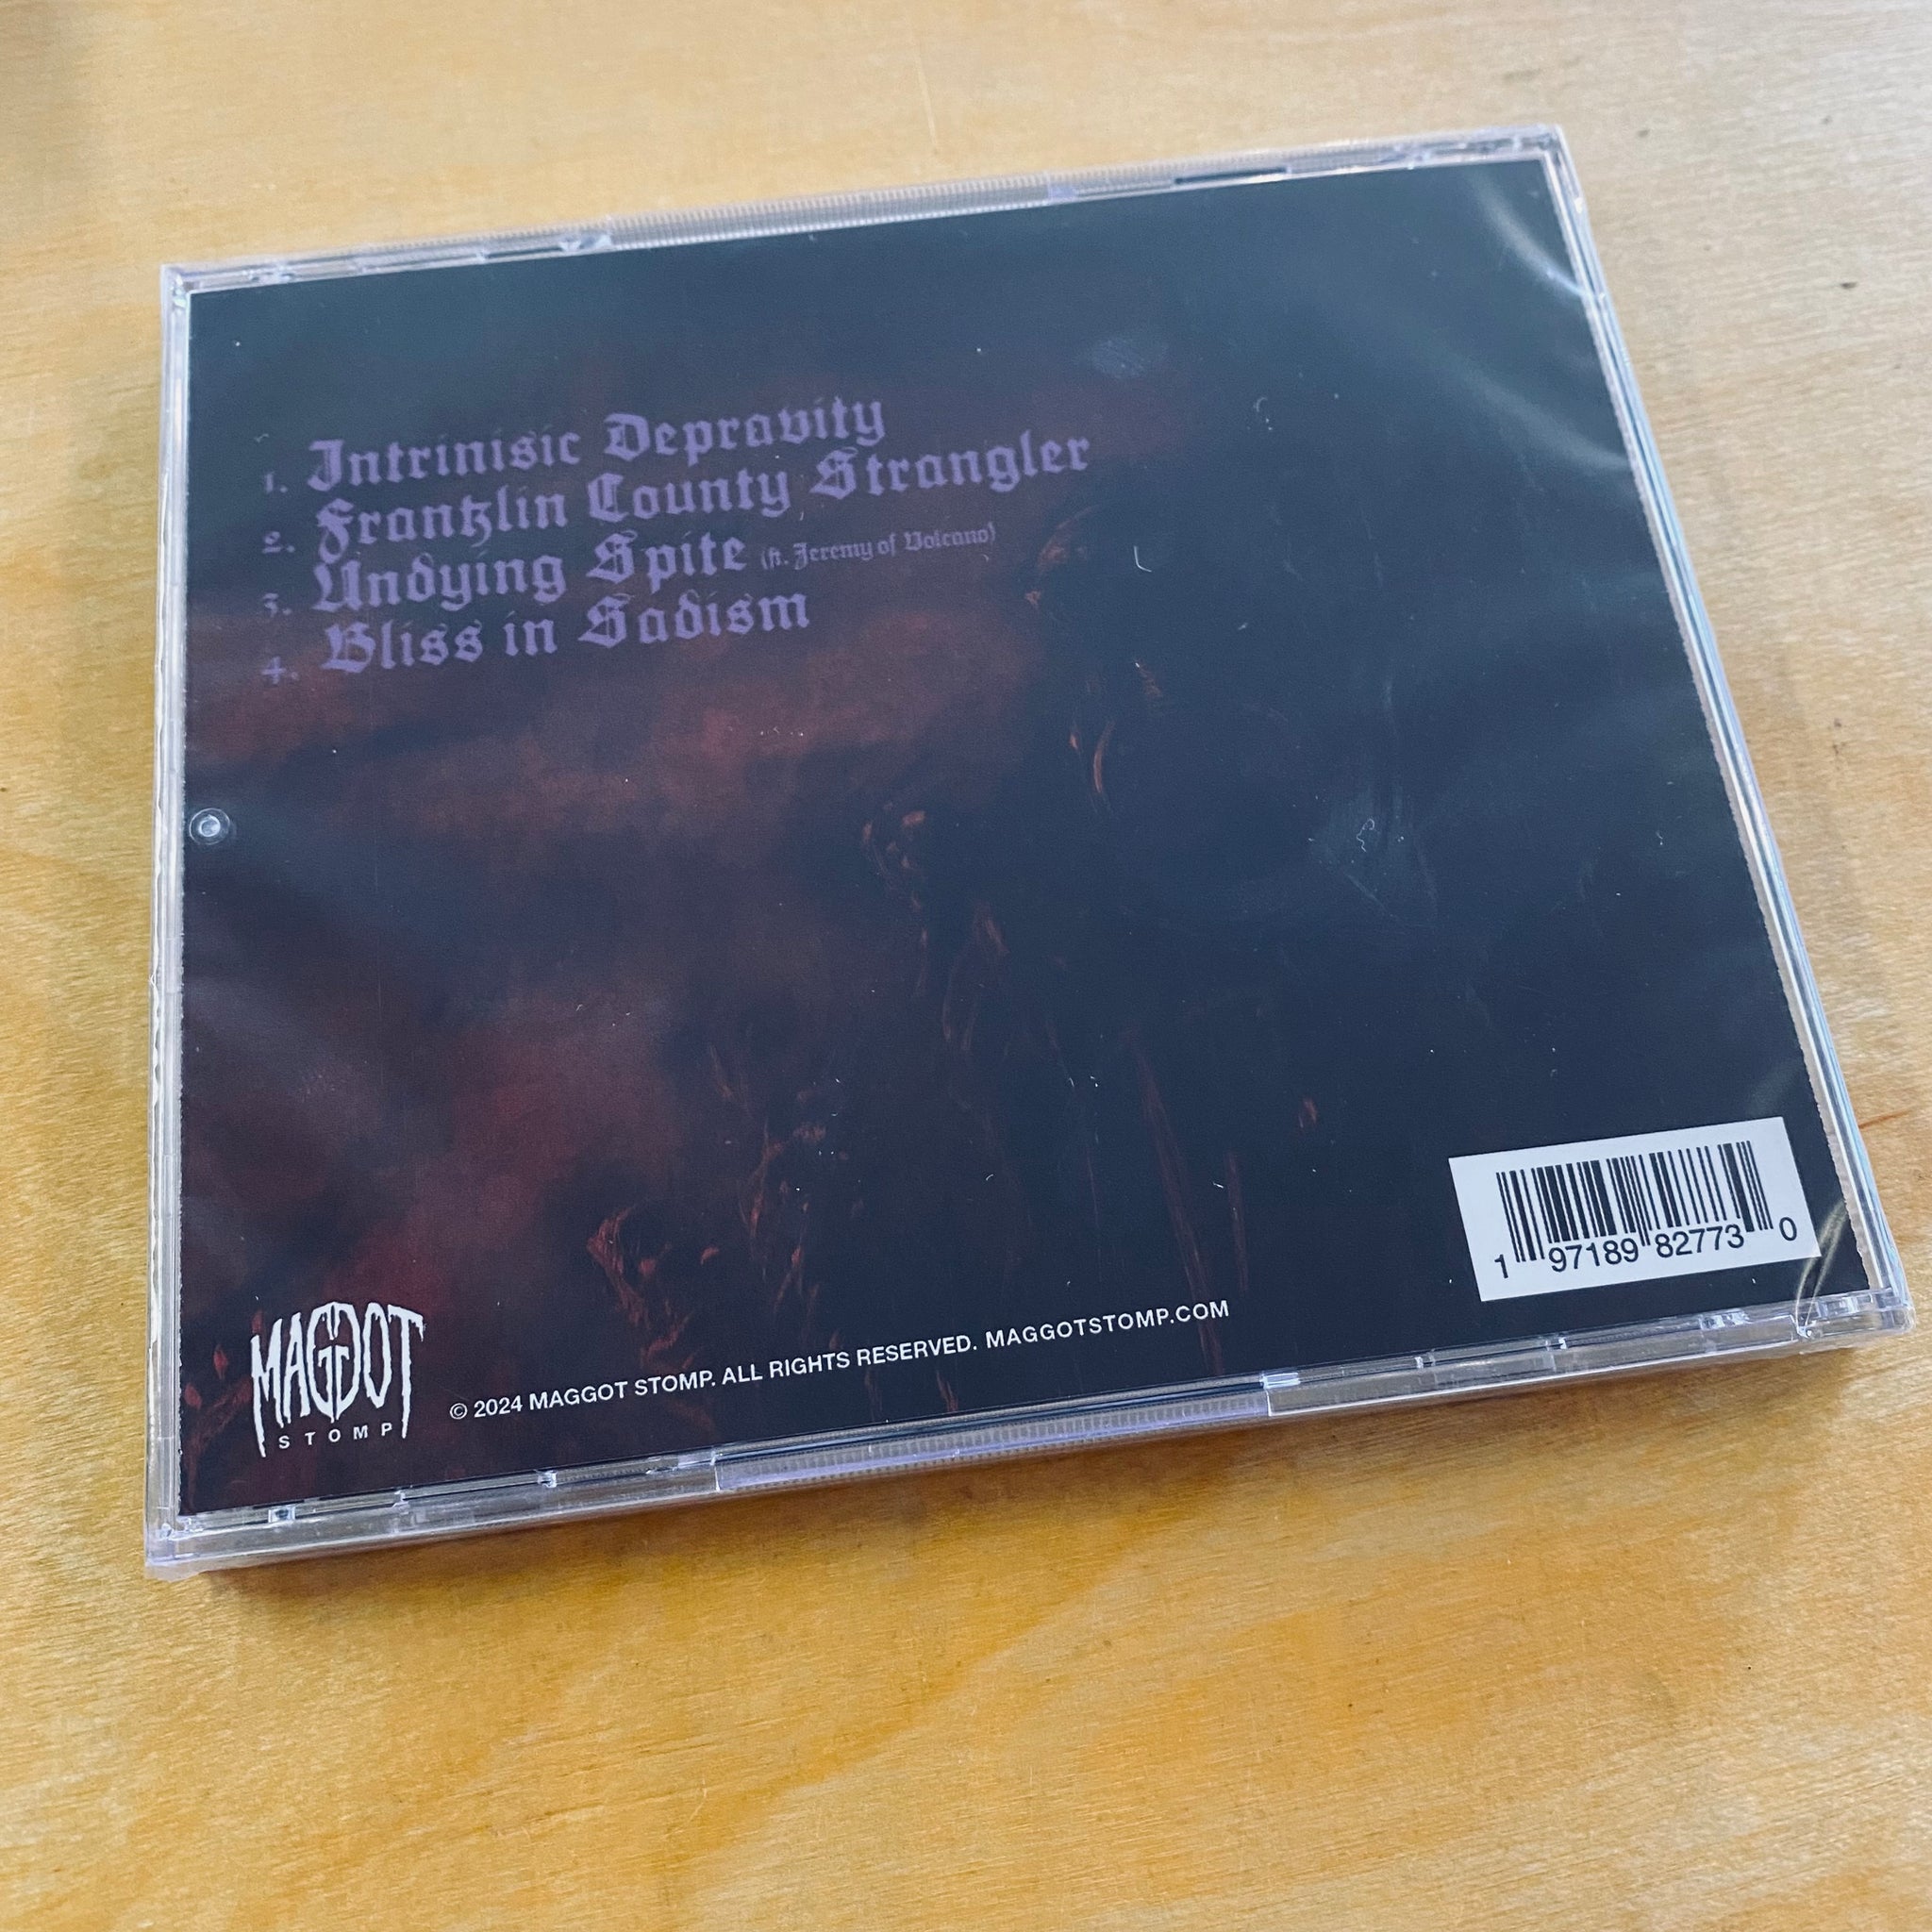 1. Intrinisic Depravity
2. Franklin County Strangler
3. Undying Spite (ft. Jeremy of Volcano)
4. Bliss in Sadism
MAGGOT
STOMP
© 2024 MAGGOT STOMP. ALL RIGHTS RESERVED. MAGGOTSTOMP.COM
1 97189 82773 0